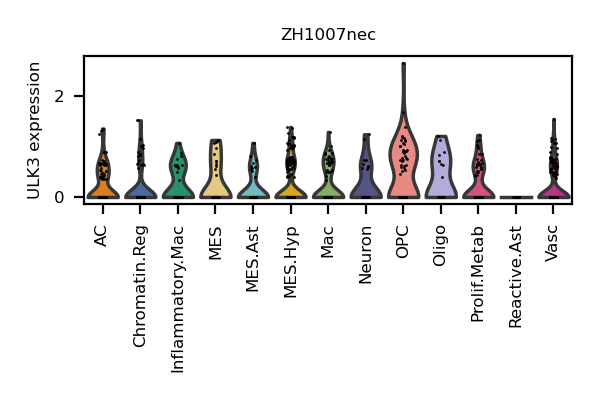 ZH1007nec
ULK3 expression
2
0
AC
Chromatin.Reg
Inflammatory.Mac
MES
MES.Ast
MES.Hyp
Mac
Neuron
OPC
Oligo
Prolif.Metab
Reactive.Ast
Vasc